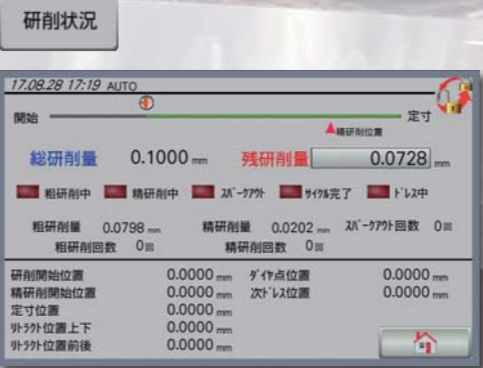 研削状況
17.08.28 17:19 AUTO
開始 定寸
精研削位置
総研削量 0.1000 mm 残研削量 0.0728 mm
粗研削中 精研削中 ｽﾊﾟｰｸｱｳﾄ ｻｲｸﾙ完了 ﾄﾞﾚｽ中
粗研削量 0.0798 mm 精研削量 0.0202 mm ｽﾊﾟｰｸｱｳﾄ回数 0回
粗研削回数 0回 精研削回数 0回
研削開始位置 0.0000 mm ﾀﾞｲﾔ点位置 0.0000 mm
精研削開始位置 0.0000 mm 次ﾄﾞﾚｽ位置 0.0000 mm
定寸位置 0.0000 mm
ﾘﾄﾗｸﾄ位置上下 0.0000 mm
ﾘﾄﾗｸﾄ位置前後 0.0000 mm